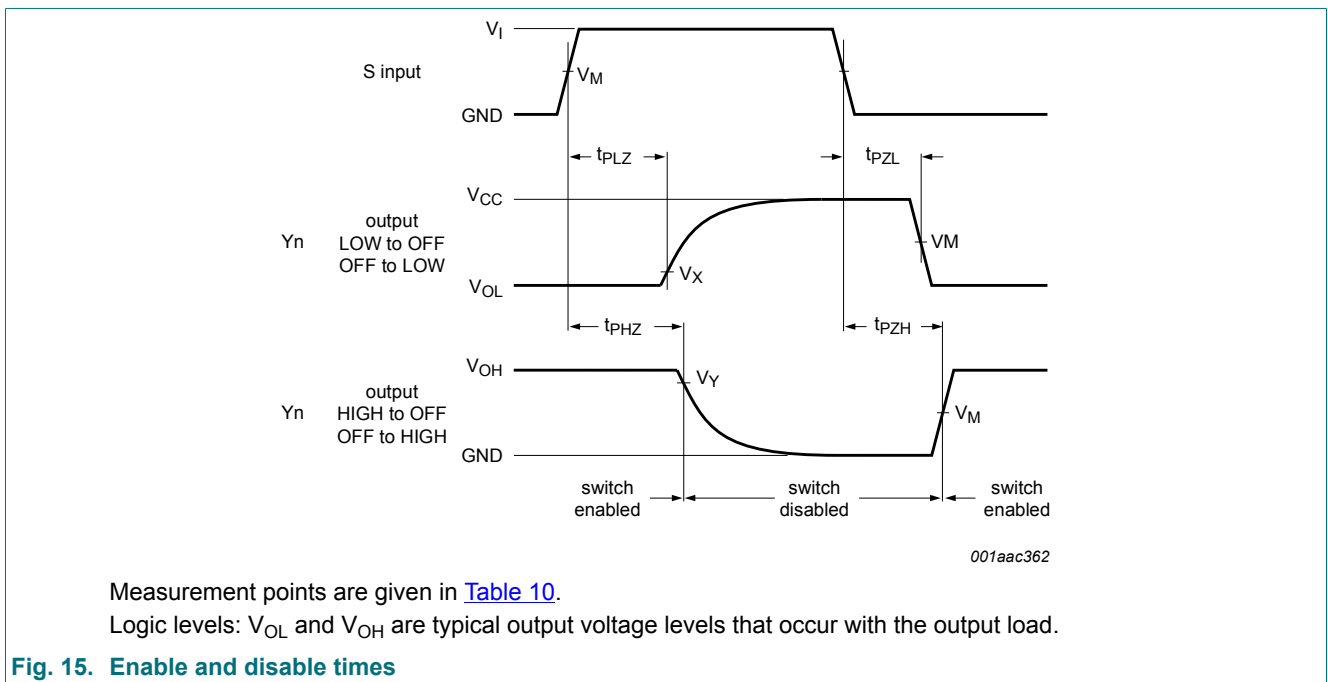 VI
S input
VM
GND
tPLZ
tPZL
VCC
output
Yn LOW to OFF
OFF to LOW
VM
VX
VOL
tPHZ
tPZH
VOH
VY
output
Yn HIGH to OFF
OFF to HIGH
VM
GND
switch enabled
switch disabled
switch enabled
001aac362
Measurement points are given in Table 10.
Logic levels: VOL and VOH are typical output voltage levels that occur with the output load.
Fig. 15. Enable and disable times